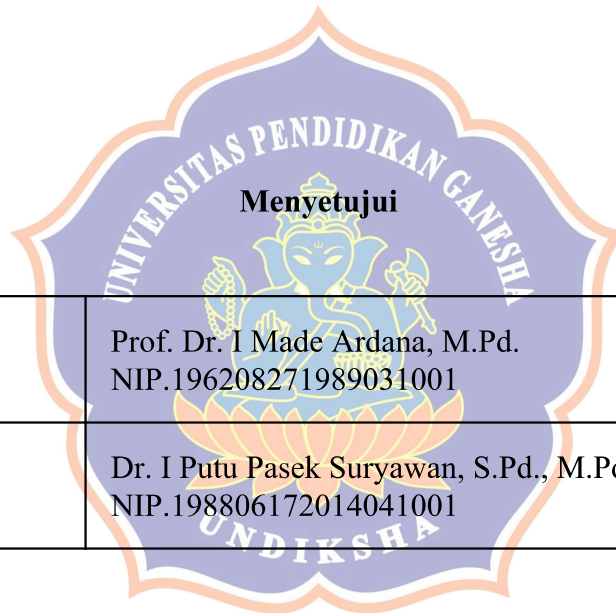 UNIVERSITAS PENDIDIKAN GANESHA
Menyetujui
Prof. Dr. I Made Ardana, M.Pd.
NIP.196208271989031001
Dr. I Putu Pasek Suryawan, S.Pd., M.Pd
NIP.198806172014041001
UNDIKSHA